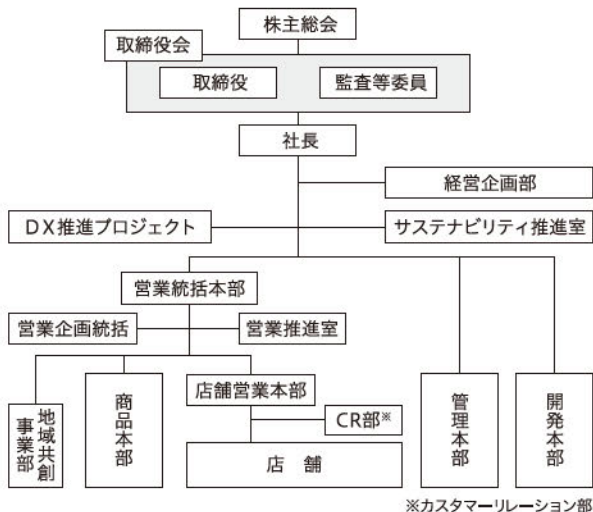 株主総会
取締役会
取締役
監査等委員
社長
経営企画部
DX推進プロジェクト
サステナビリティ推進室
営業統括本部
営業企画統括
営業推進室
地域共創
事業部
商品本部
店舗営業本部
CR部※
店舗
管理本部
開発本部
※カスタマーリレーション部